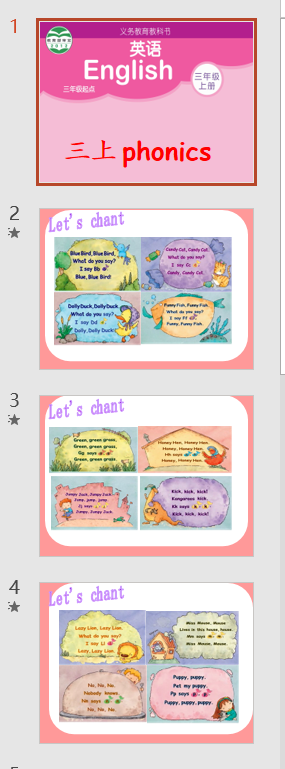 1
义务教育教科书
英语
English
三年级
上册
三年级起点
三上 phonics
2
Let's chant
Blue Bird, Blue Bird,
What do you say?
I say Bb
Blue, Blue Bird!
Candy Cat, Candy Cat,
What do you say?
I say Cc
Candy, Candy Cat.
Dolly Duck, Dolly Duck,
What do you say?
I say Dd
Dolly, Dolly Duck.
Funny Fish, Funny Fish,
What do you say?
I say Ff
Funny, Funny Fish.
3
Let's chant
Green, green grass,
Green, green grass,
Gg says
Green, green grass.
Honey Hen, Honey Hen,
Honey, Honey Hen.
Hh says
Honey, Honey Hen.
Jumpy Jack, Jumpy Jack
Jump, jump, jump.
Jj says
Jumpy, Jumpy Jack.
Kick, kick, kick!
Kangaroos kick.
Kk says
Kick, kick, kick!
4
Let's chant
Lazy Lion, Lazy Lion,
What do you say?
I say Ll
Lazy, Lazy Lion.
Miss Mouse, Mouse
Lives in this house, house.
Mm says
Miss Mouse, Mouse.
No, No, No,
Nobody knows.
Nn says
No, No, No.
Puppy, puppy,
Pat my puppy.
Pp says
Puppy, puppy, puppy.